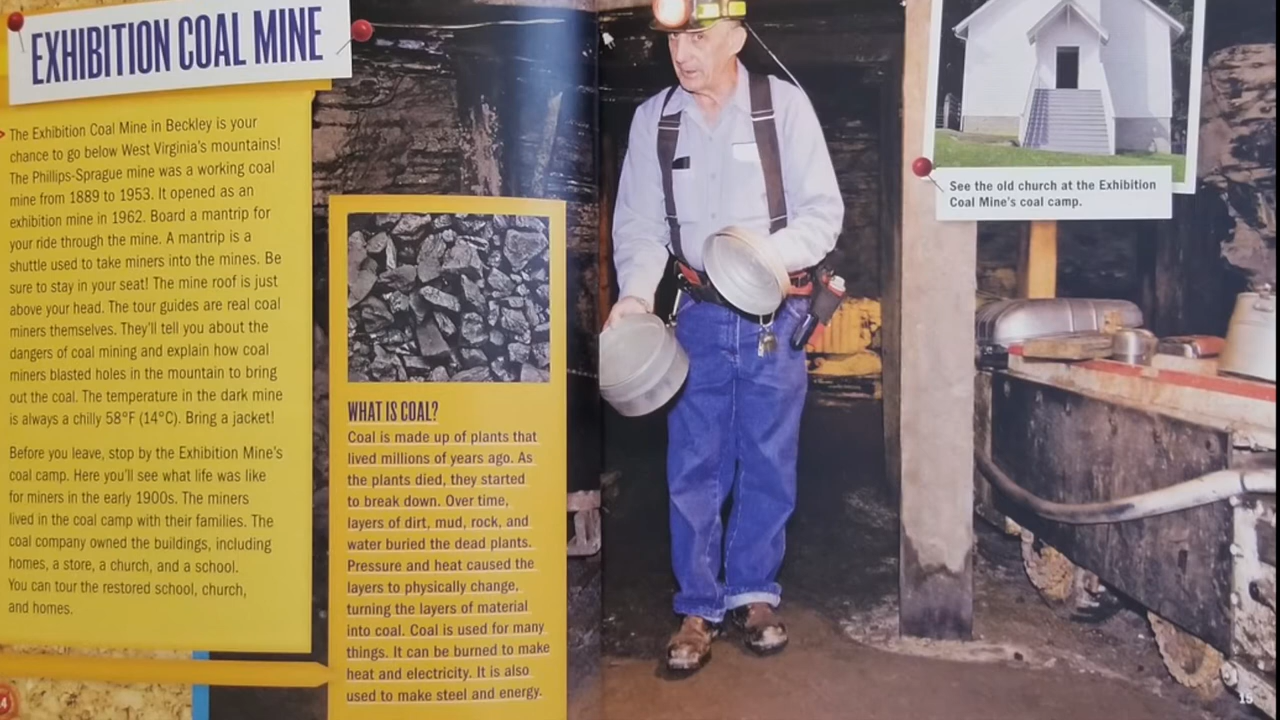 EXHIBITION COAL MINE
The Exhibition Coal Mine in Beckley is your
chance to go below West Virginia's mountains!
The Phillips-Sprague mine was a working coal
mine from 1889 to 1953. It opened as an
exhibition mine in 1962. Board a mantrip for
your ride through the mine. A mantrip is a
shuttle used to take miners into the mines. Be
sure to stay in your seat! The mine roof is just
above your head. The tour guides are real coal
miners themselves. They'll tell you about the
dangers of coal mining and explain how coal
miners blasted holes in the mountain to bring
out the coal. The temperature in the dark mine
is always a chilly 58°F (14°C). Bring a jacket!
Before you leave, stop by the Exhibition Mine's
coal camp. Here you'll see what life was like
for miners in the early 1900s. The miners
lived in the coal camp with their families. The
coal company owned the buildings, including
homes, a store, a church, and a school.
You can tour the restored school, church,
and homes.
WHAT IS COAL?
Coal is made up of plants that
lived millions of years ago. As
the plants died, they started
to break down. Over time,
layers of dirt, mud, rock, and
water buried the dead plants.
Pressure and heat caused the
layers to physically change,
turning the layers of material
into coal. Coal is used for many
things. It can be burned to make
heat and electricity. It is also
used to make steel and energy.
See the old church at the Exhibition
Coal Mine's coal camp.
15